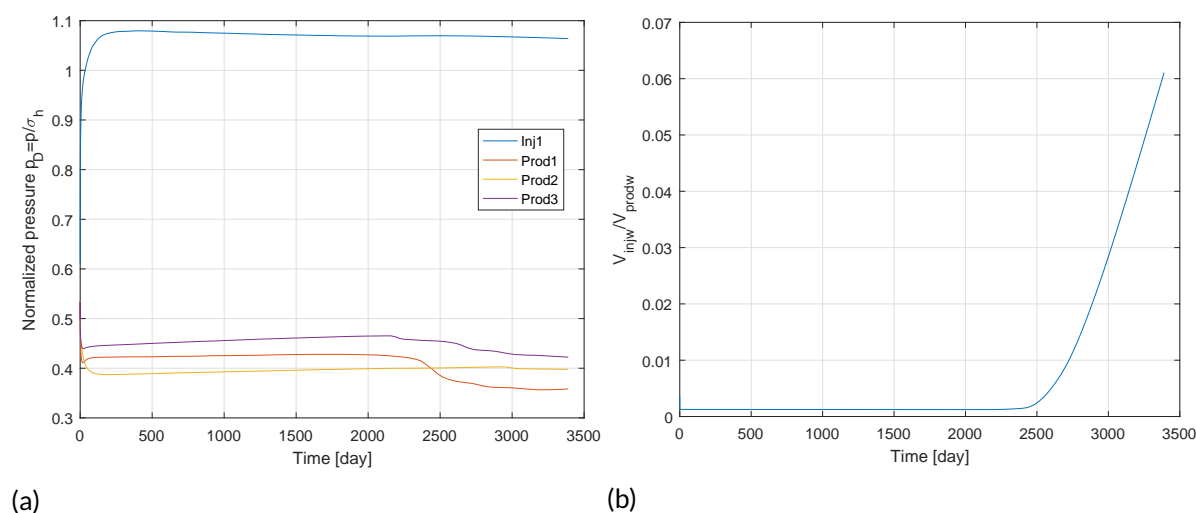 1.1
1
0.9
0.8
0.7
0.6
0.5
0.4
0.3
Normalized pressure p_D=p/σ_h
0 500 1000 1500 2000 2500 3000 3500
Time [day]
Inj1
Prod1
Prod2
Prod3
(a)
0.07
0.06
0.05
0.04
0.03
0.02
0.01
0
V_injw/V_prodw
0 500 1000 1500 2000 2500 3000 3500
Time [day]
(b)